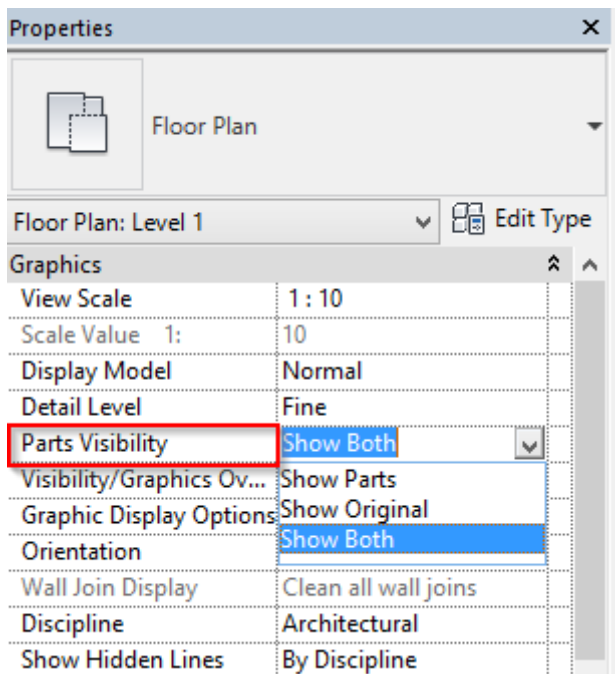 Properties
Floor Plan
Floor Plan: Level 1 Edit Type
Graphics
View Scale 1 : 10
Scale Value 1: 10
Display Model Normal
Detail Level Fine
Parts Visibility Show Both
Visibility/Graphics Ov... Show Parts
Graphic Display Options Show Original
Show Both
Orientation
Wall Join Display Clean all wall joins
Discipline Architectural
Show Hidden Lines By Discipline